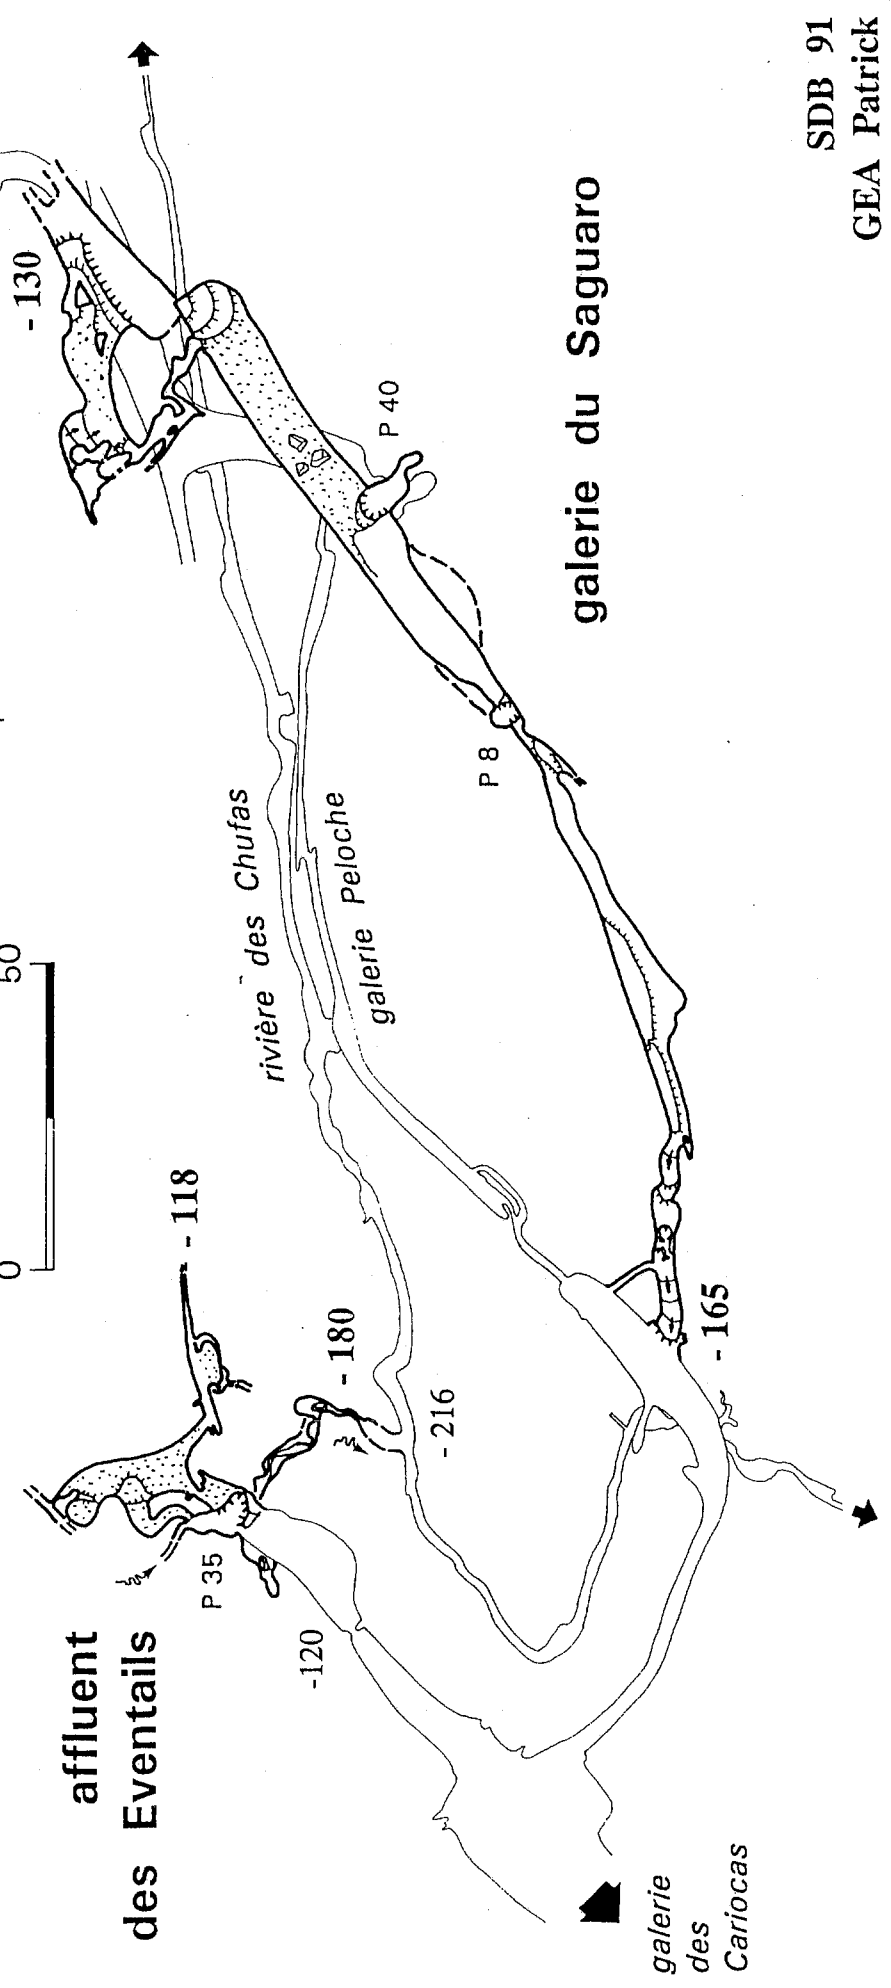 affluent
des Eventails
0
50
- 118
- 130
P 35
-120
- 180
- 216
rivière des Chufas
galerie Peloche
P 40
P 8
galerie du Saguaro
- 165
galerie
des
Cariocas
SDB 91
GEA Patrick